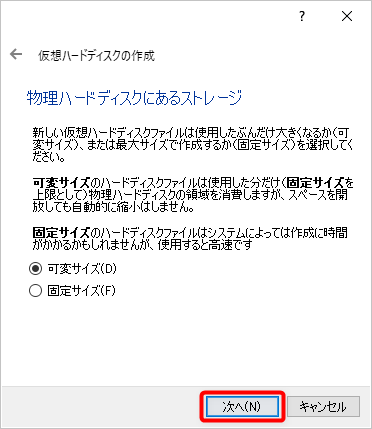 ?
仮想ハードディスクの作成
物理ハードディスクにあるストレージ
新しい仮想ハードディスクファイルは使用したぶんだけ大きくなるか(可
変サイズ)、または最大サイズで作成するか(固定サイズ)を選択してく
ださい。
可変サイズのハードディスクファイルは使用した分だけ(固定サイズを
上限として)物理ハードディスクの領域を消費しますが、スペースを開
放しても自動的に縮小はしません。
固定サイズのハードディスクファイルはシステムによっては作成に時間
がかかるかもしれませんが、使用すると高速です
可変サイズ(D)
固定サイズ(F)
次へ(N)
キャンセル